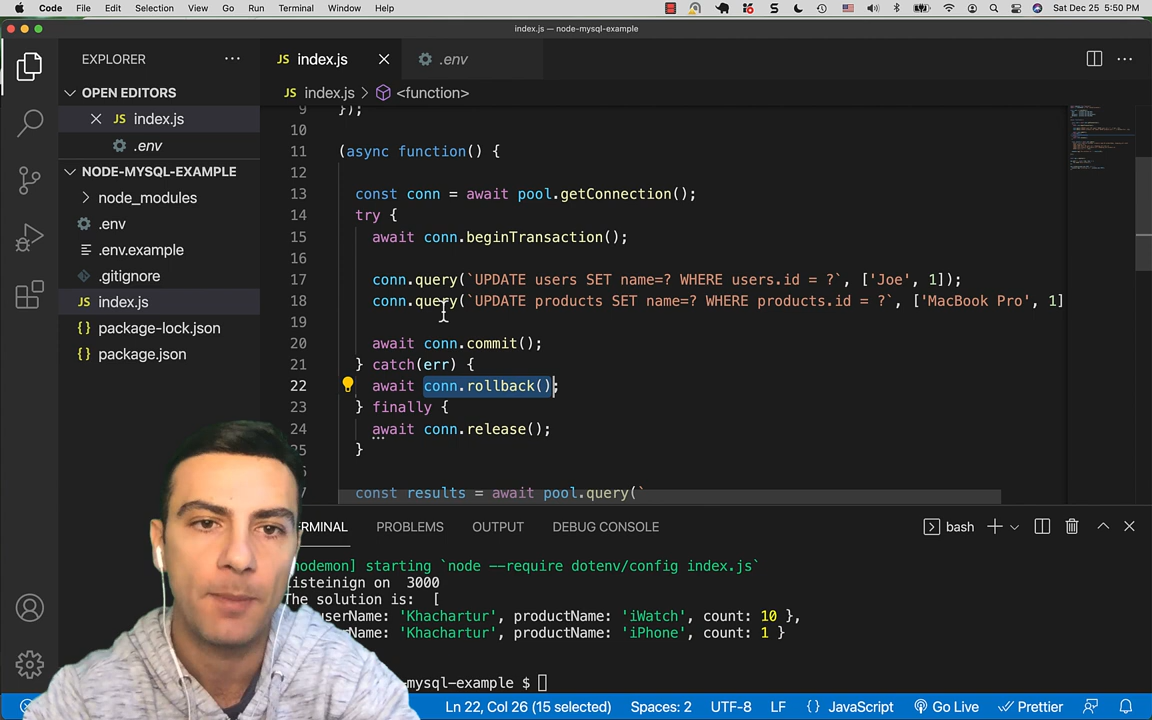 Code File Edit Selection View Go Run Terminal Window Help Sat Dec 25 5:50 PM
index.js — node-mysql-example
EXPLORER
JS index.js
.env
OPEN EDITORS
JS index.js
.env
NODE-MYSQL-EXAMPLE
node_modules
.env
.env.example
.gitignore
JS index.js
{} package-lock.json
{} package.json
JS index.js > <function>
9 });
10
11 (async function() {
12
13 const conn = await pool.getConnection();
14 try {
15 await conn.beginTransaction();
16
17 conn.query(`UPDATE users SET name=? WHERE users.id = ?`, ['Joe', 1]);
18 conn.query(`UPDATE products SET name=? WHERE products.id = ?`, ['MacBook Pro', 1]
19
20 await conn.commit();
21 } catch(err) {
22 await conn.rollback();
23 } finally {
24 await conn.release();
25 }
const results = await pool.query(`
PROBLEMS OUTPUT DEBUG CONSOLE bash
starting `node --require dotenv/config index.js`
listeinign on 3000
The solution is: [
'Khachartur', productName: 'iWatch', count: 10 },
'Khachartur', productName: 'iPhone', count: 1 }
mysql-example $
Ln 22, Col 26 (15 selected) Spaces: 2 UTF-8 LF {} JavaScript Go Live Prettier